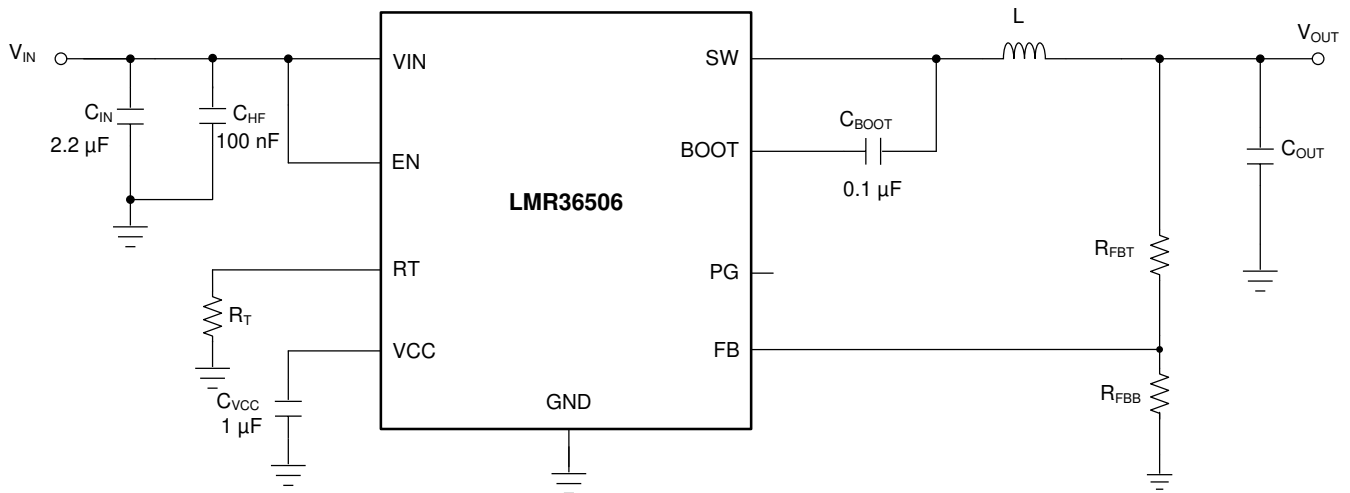 L
V_OUT
V_IN
VIN
SW
C_IN
2.2 µF
C_HF
100 nF
C_BOOT
BOOT
0.1 µF
C_OUT
EN
LMR36506
R_FBT
RT
PG
R_T
VCC
FB
C_VCC
1 µF
GND
R_FBB